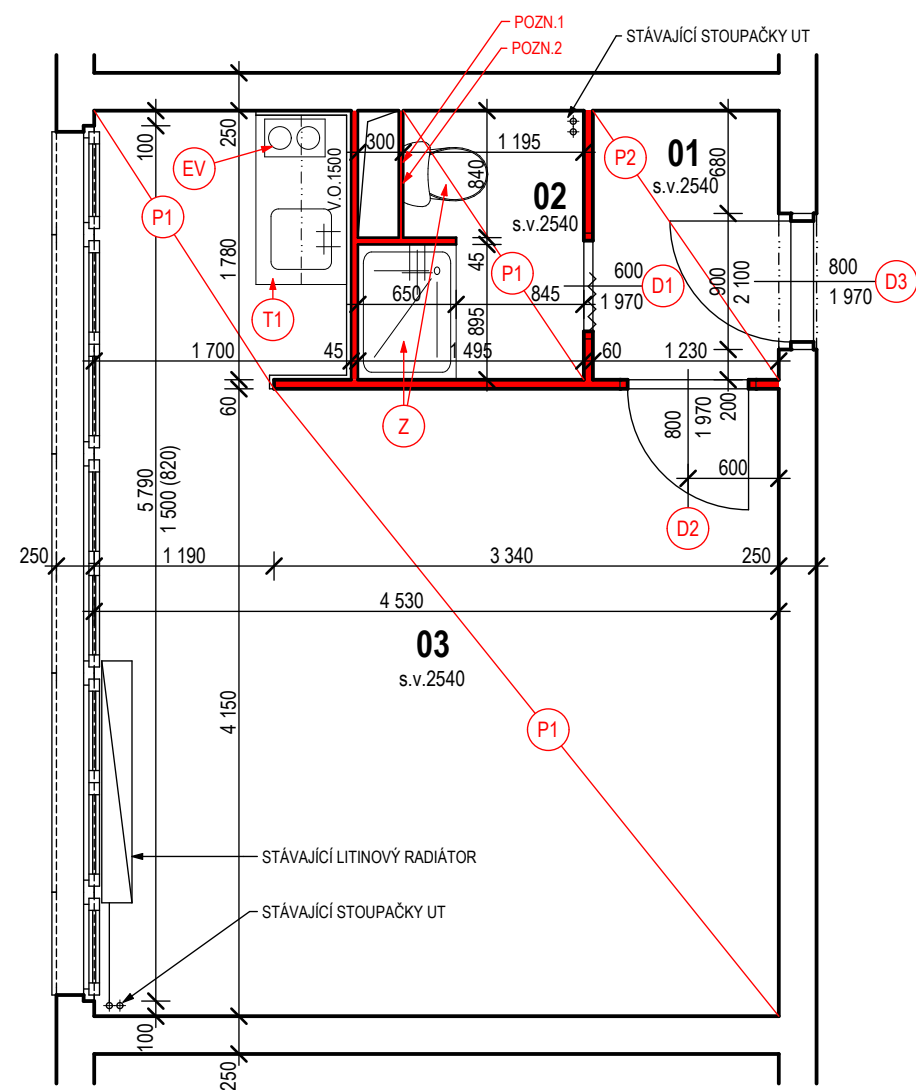 POZN.1
POZN.2
STÁVAJÍCÍ STOUPAČKY UT
100
250
EV
V.O.1500
300
1 195
840
P2
01
s.v.2540
680
P1
02
s.v.2540
1 780
45
P1
600
D1
1 970
900
2 100
800
D3
1 970
T1
650
845
895
1 700
45
1 495
60
1 230
60
Z
800
1 970
200
600
D2
5 790
1 500 (820)
250
1 190
3 340
250
4 530
03
s.v.2540
4 150
P1
STÁVAJÍCÍ LITINOVÝ RADIÁTOR
STÁVAJÍCÍ STOUPAČKY UT
100
250